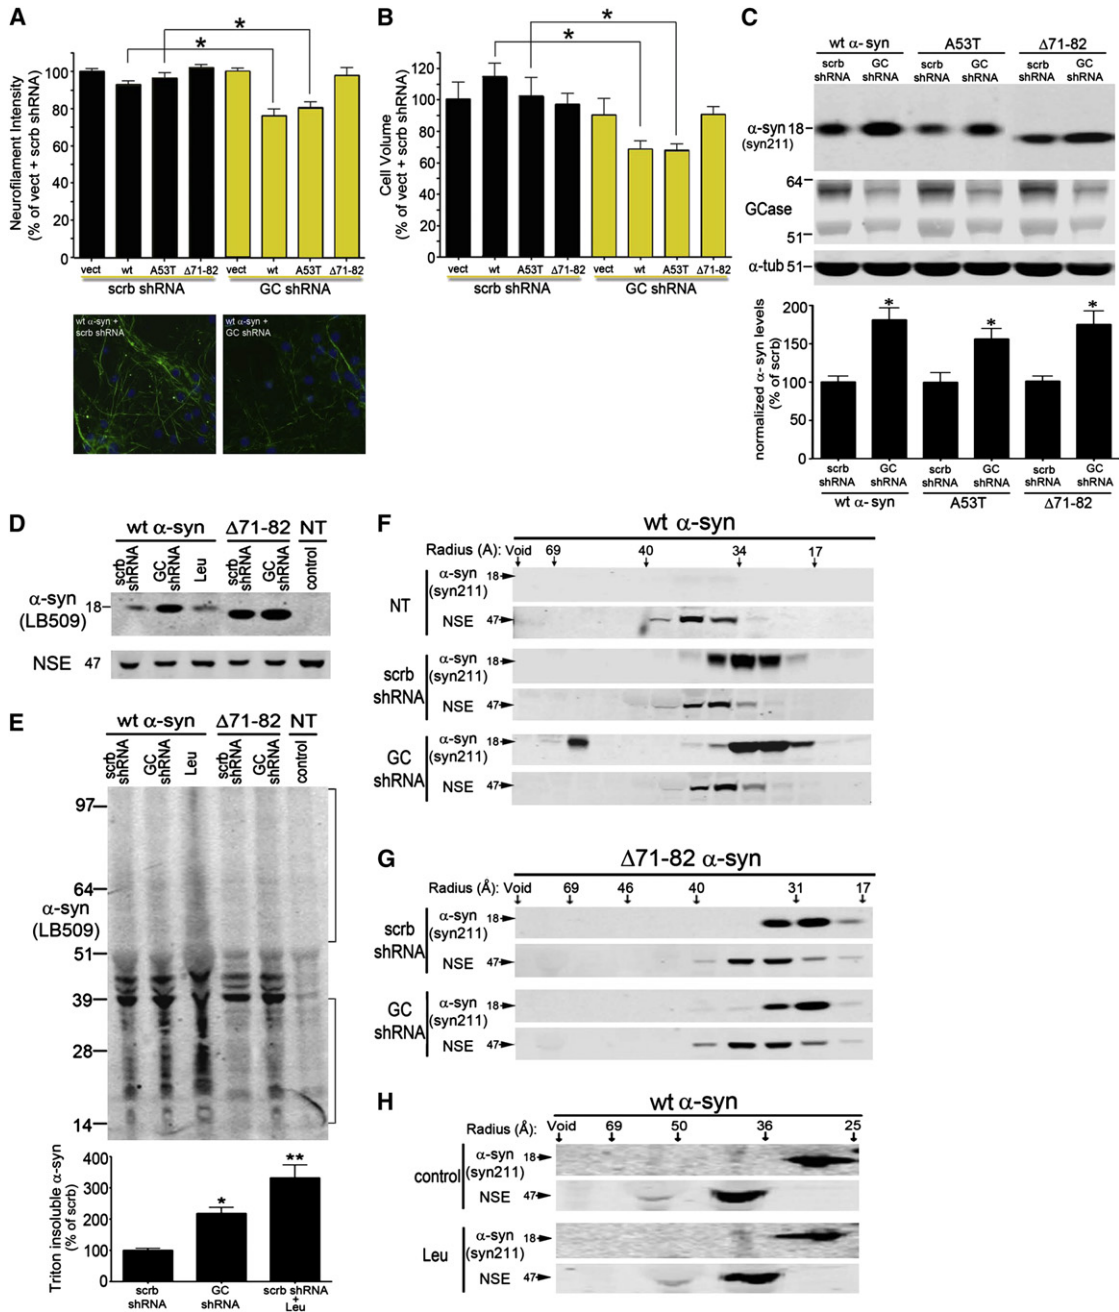 A
*
*
Neurofilament Intensity
(% of vect + scrb shRNA)
100
80
60
40
20
0
vect wt A53T Δ71-82 vect wt A53T Δ71-82
scrb shRNA GC shRNA
wt α-syn +
scrb shRNA
wt α-syn +
GC shRNA
B
*
*
Cell Volume
(% of vect + scrb shRNA)
120
100
80
60
40
20
0
vect wt A53T Δ71-82 vect wt A53T Δ71-82
scrb shRNA GC shRNA
C
wt α-syn A53T Δ71-82
scrb shRNA GC shRNA scrb shRNA GC shRNA scrb shRNA GC shRNA
α-syn 18
(syn211)
64
GCase
51
α-tub 51
normalized α-syn levels
(% of scrb)
200
150
100
50
0
* * *
scrb shRNA GC shRNA scrb shRNA GC shRNA scrb shRNA GC shRNA
wt α-syn A53T Δ71-82
D
wt α-syn Δ71-82 NT
scrb shRNA GC shRNA Leu scrb shRNA GC shRNA control
α-syn 18
(LB509)
NSE 47
E
wt α-syn Δ71-82 NT
scrb shRNA GC shRNA Leu scrb shRNA GC shRNA control
97
64
α-syn
(LB509)
51
39
28
14
Triton insoluble α-syn
(% of scrb)
400
300
200
100
0
* **
scrb shRNA GC shRNA scrb shRNA + Leu
F
wt α-syn
Radius (A): Void 69 40 34 17
NT
α-syn 18
(syn211)
NSE 47
scrb shRNA
α-syn 18
(syn211)
NSE 47
GC shRNA
α-syn 18
(syn211)
NSE 47
G
Δ71-82 α-syn
Radius (Å): Void 69 46 40 31 17
scrb shRNA
α-syn 18
(syn211)
NSE 47
GC shRNA
α-syn 18
(syn211)
NSE 47
H
wt α-syn
Radius (Å): Void 69 50 36 25
control
α-syn 18
(syn211)
NSE 47
Leu
α-syn 18
(syn211)
NSE 47